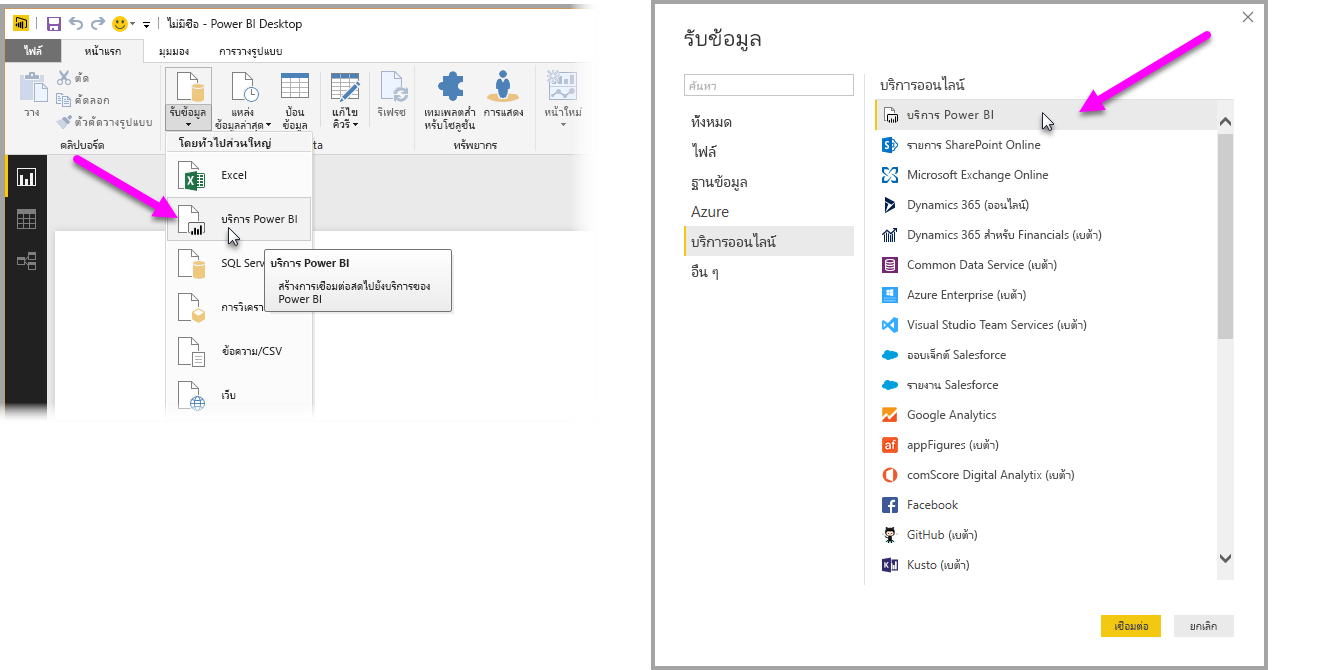 ไม่มีชื่อ - Power BI Desktop
ไฟล์
หน้าแรก
มุมมอง
การวางรูปแบบ
วาง
ตัด
คัดลอก
ตัวคัดวางรูปแบบ
คลิปบอร์ด
รับข้อมูล
แหล่ง
ข้อมูลล่าสุด
ป้อน
ข้อมูล
แก้ไข
คิวรี
รีเฟรช
ta
เทมเพลตสำ
หรับโซลูชัน
การแสดง
ทรัพยากร
หน้าใหม่
โดยทั่วไปส่วนใหญ่
Excel
บริการ Power BI
SQL Serv
การวิเครา
ข้อความ/CSV
เว็บ
บริการ Power BI
สร้างการเชื่อมต่อสดไปยังบริการของ
Power BI
รับข้อมูล
ค้นหา
ทั้งหมด
ไฟล์
ฐานข้อมูล
Azure
บริการออนไลน์
อื่น ๆ
บริการออนไลน์
บริการ Power BI
รายการ SharePoint Online
Microsoft Exchange Online
Dynamics 365 (ออนไลน์)
Dynamics 365 สำหรับ Financials (เบต้า)
Common Data Service (เบต้า)
Azure Enterprise (เบต้า)
Visual Studio Team Services (เบต้า)
ออบเจ็กต์ Salesforce
รายงาน Salesforce
Google Analytics
appFigures (เบต้า)
comScore Digital Analytix (เบต้า)
Facebook
GitHub (เบต้า)
Kusto (เบต้า)
เชื่อมต่อ
ยกเลิก